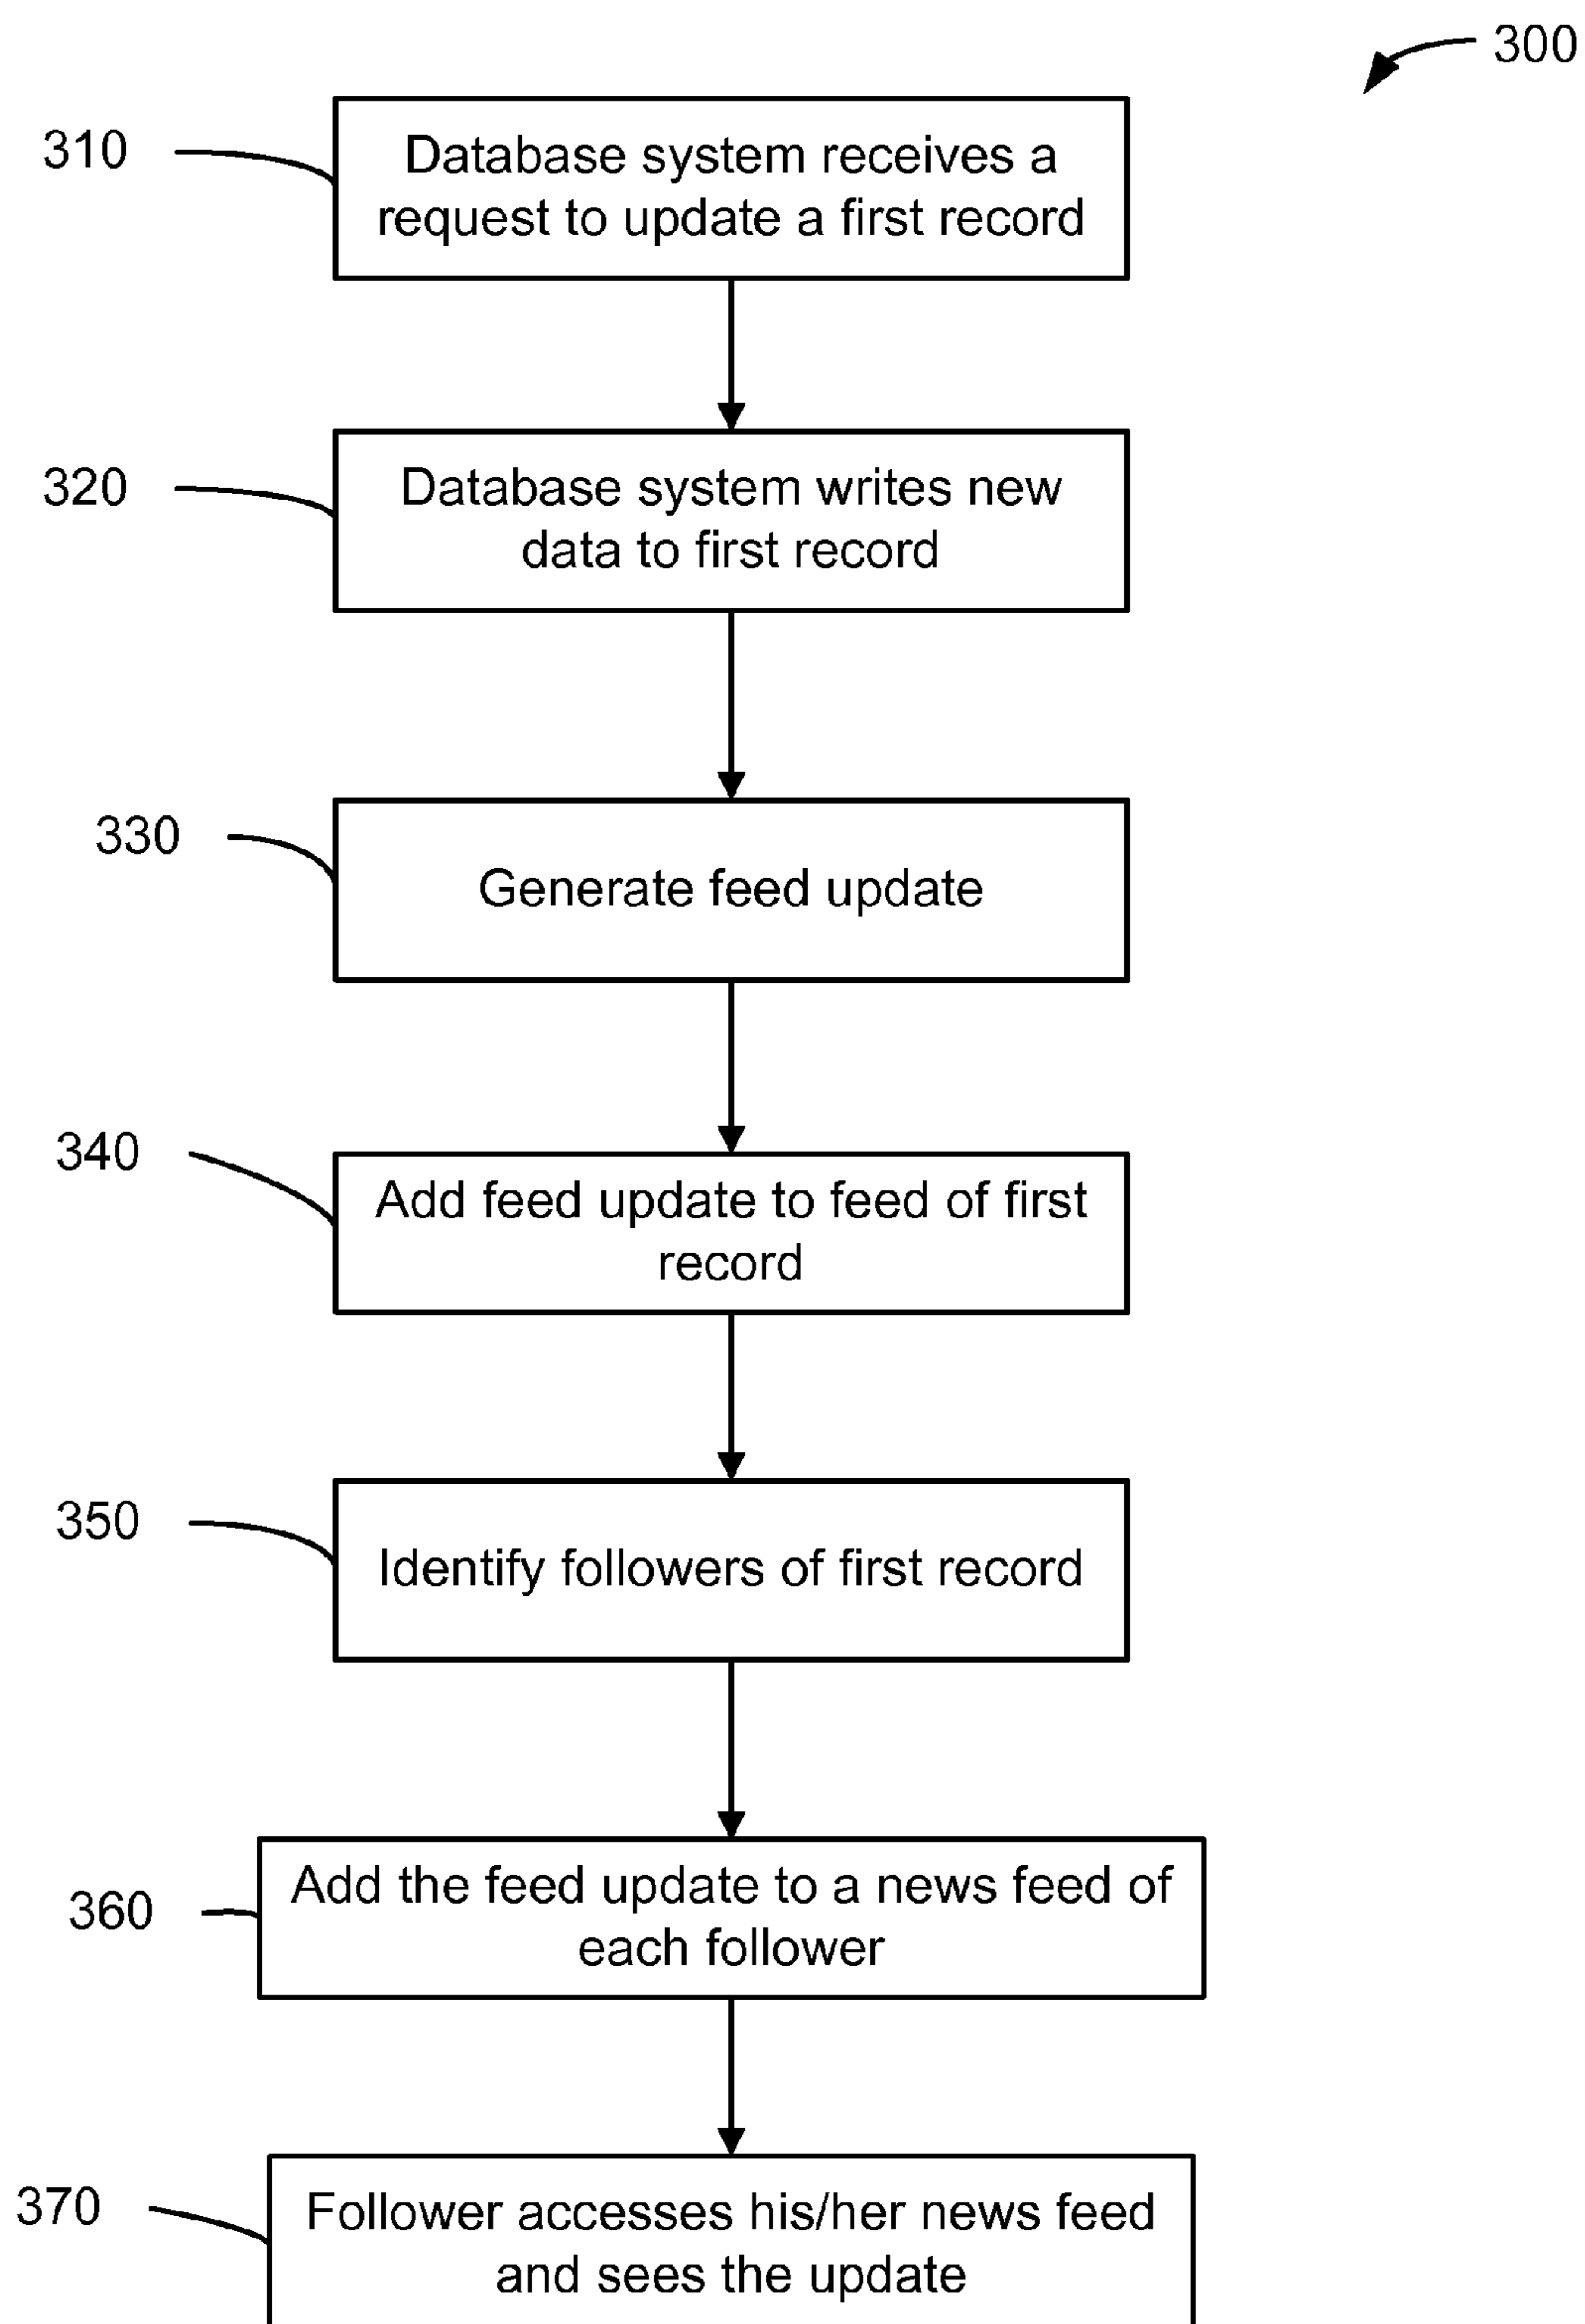 300
310
Database system receives a
request to update a first record
320
Database system writes new
data to first record
330
Generate feed update
340
Add feed update to feed of first
record
350
Identify followers of first record
360
Add the feed update to a news feed of
each follower
370
Follower accesses his/her news feed
and sees the update